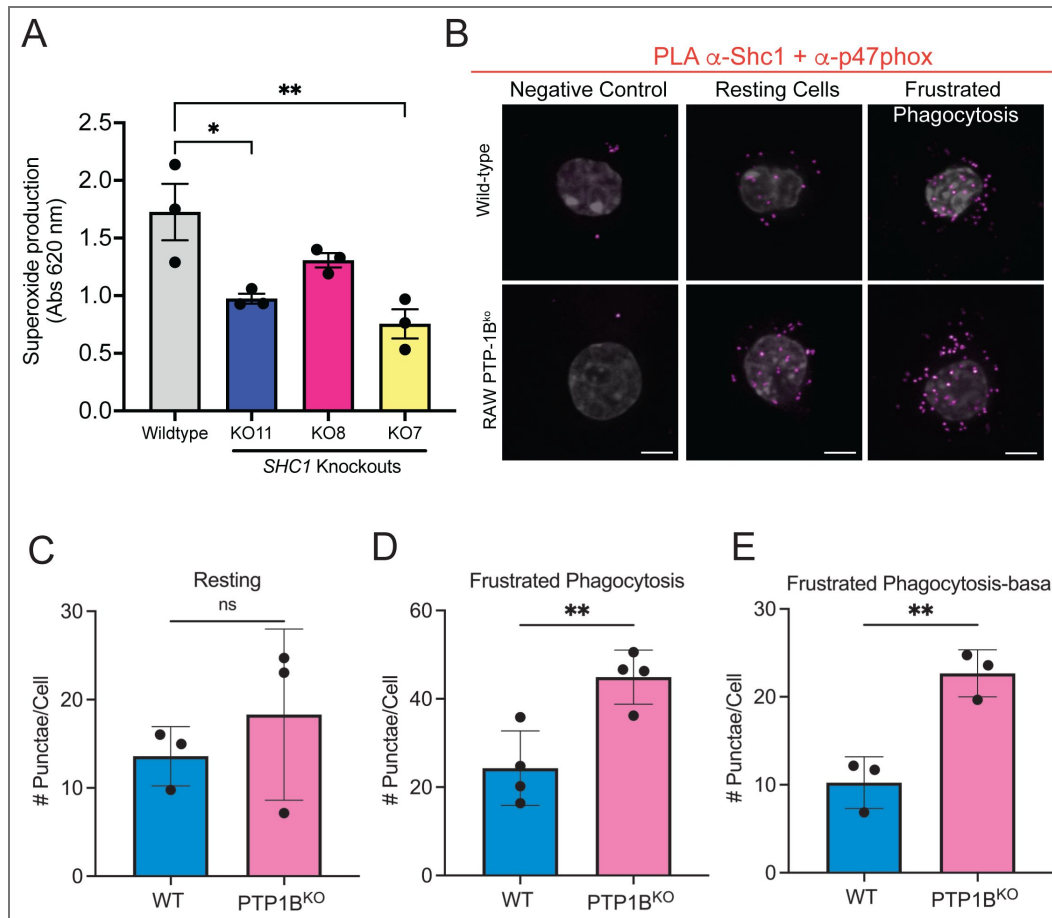 A
**
*
2.5
2.0
1.5
1.0
0.5
0.0
Superoxide production
(Abs 620 nm)
Wildtype KO11 KO8 KO7
SHC1 Knockouts
B
PLA α-Shc1 + α-p47phox
Negative Control Resting Cells Frustrated
Phagocytosis
Wild-type
RAW PTP-1Bᵏᵒ
C
Resting
ns
30
20
10
0
# Punctae/Cell
WT PTP1Bᴷᴼ
D
Frustrated Phagocytosis
**
60
40
20
0
# Punctae/Cell
WT PTP1Bᴷᴼ
E
Frustrated Phagocytosis-basa
**
30
20
10
0
# Punctae/Cell
WT PTP1Bᴷᴼ